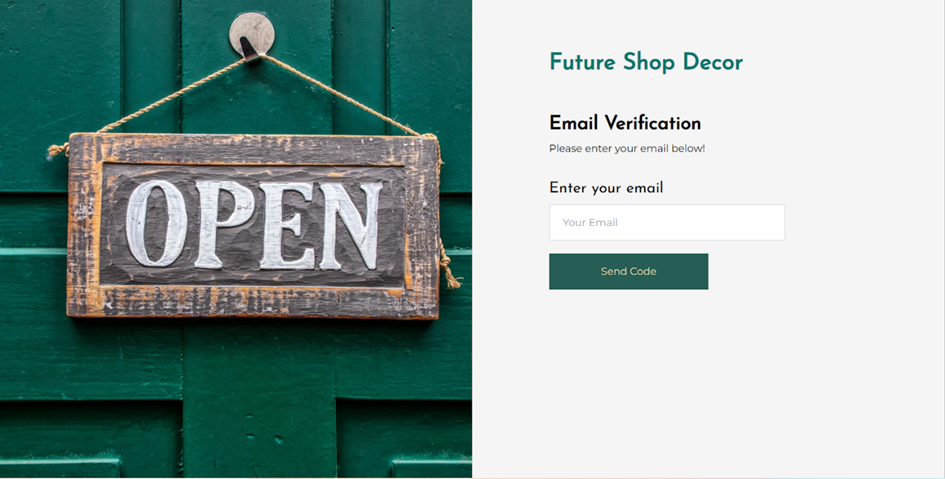 OPEN
Future Shop Decor
Email Verification
Please enter your email below!
Enter your email
Your Email
Send Code